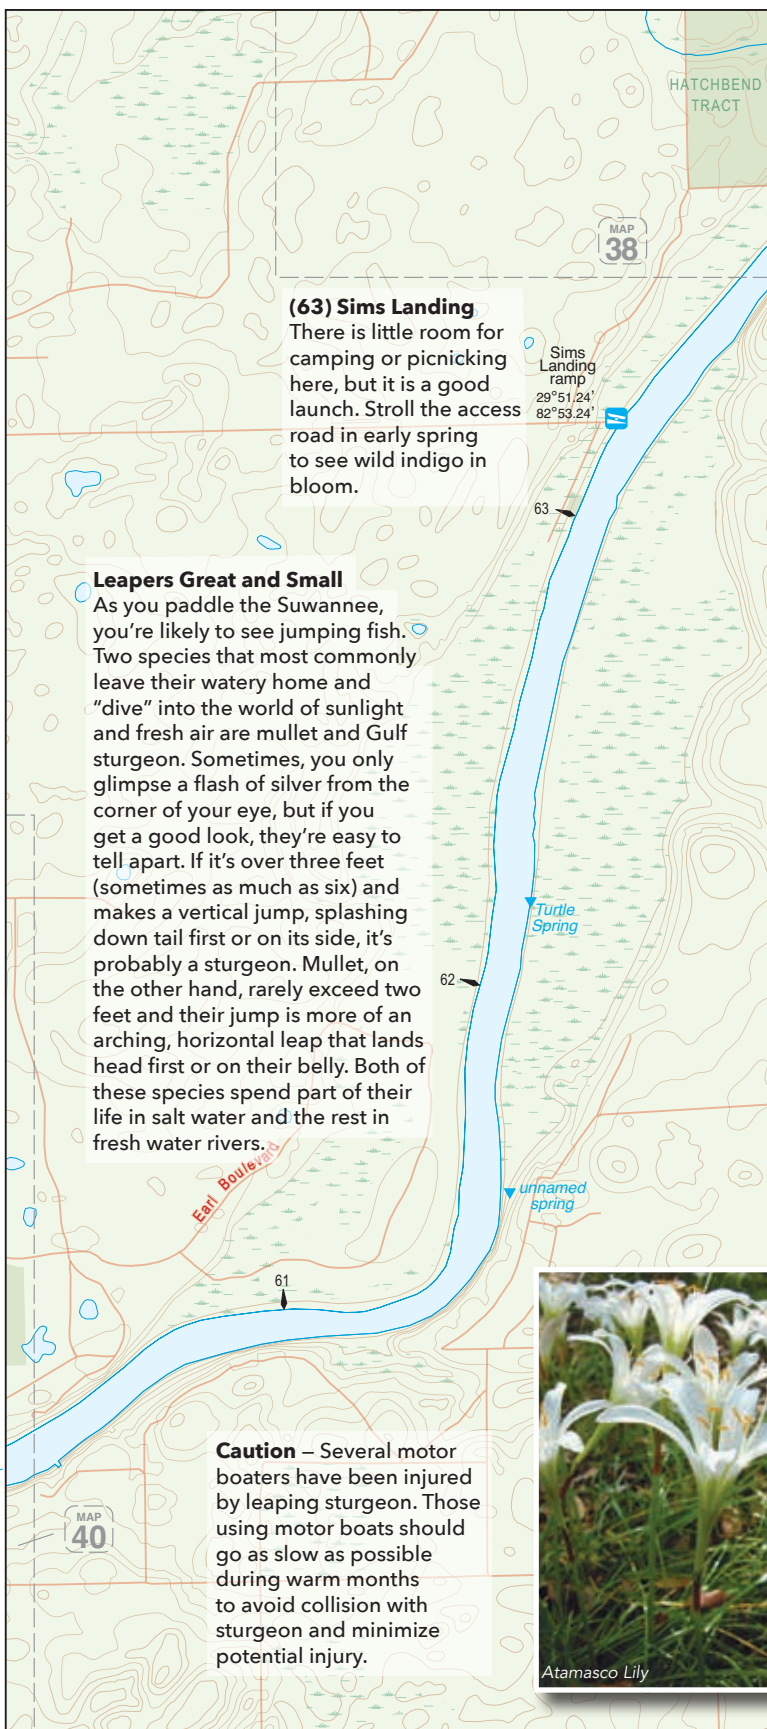 HATCHBEND
TRACT
MAP
38
(63) Sims Landing
There is little room for
camping or picnicking
here, but it is a good
launch. Stroll the access
road in early spring
to see wild indigo in
bloom.
Sims
Landing
ramp
29°51.24'
82°53.24'
63
Leapers Great and Small
As you paddle the Suwannee,
you’re likely to see jumping fish.
Two species that most commonly
leave their watery home and
“dive” into the world of sunlight
and fresh air are mullet and Gulf
sturgeon. Sometimes, you only
glimpse a flash of silver from the
corner of your eye, but if you
get a good look, they’re easy to
tell apart. If it’s over three feet
(sometimes as much as six) and
makes a vertical jump, splashing
down tail first or on its side, it’s
probably a sturgeon. Mullet, on
the other hand, rarely exceed two
feet and their jump is more of an
arching, horizontal leap that lands
head first or on their belly. Both of
these species spend part of their
life in salt water and the rest in
fresh water rivers.
Turtle
Spring
62
Earl Boulevard
unnamed
spring
61
Caution – Several motor
boaters have been injured
by leaping sturgeon. Those
using motor boats should
go as slow as possible
during warm months
to avoid collision with
sturgeon and minimize
potential injury.
MAP
40
Atamasco Lily